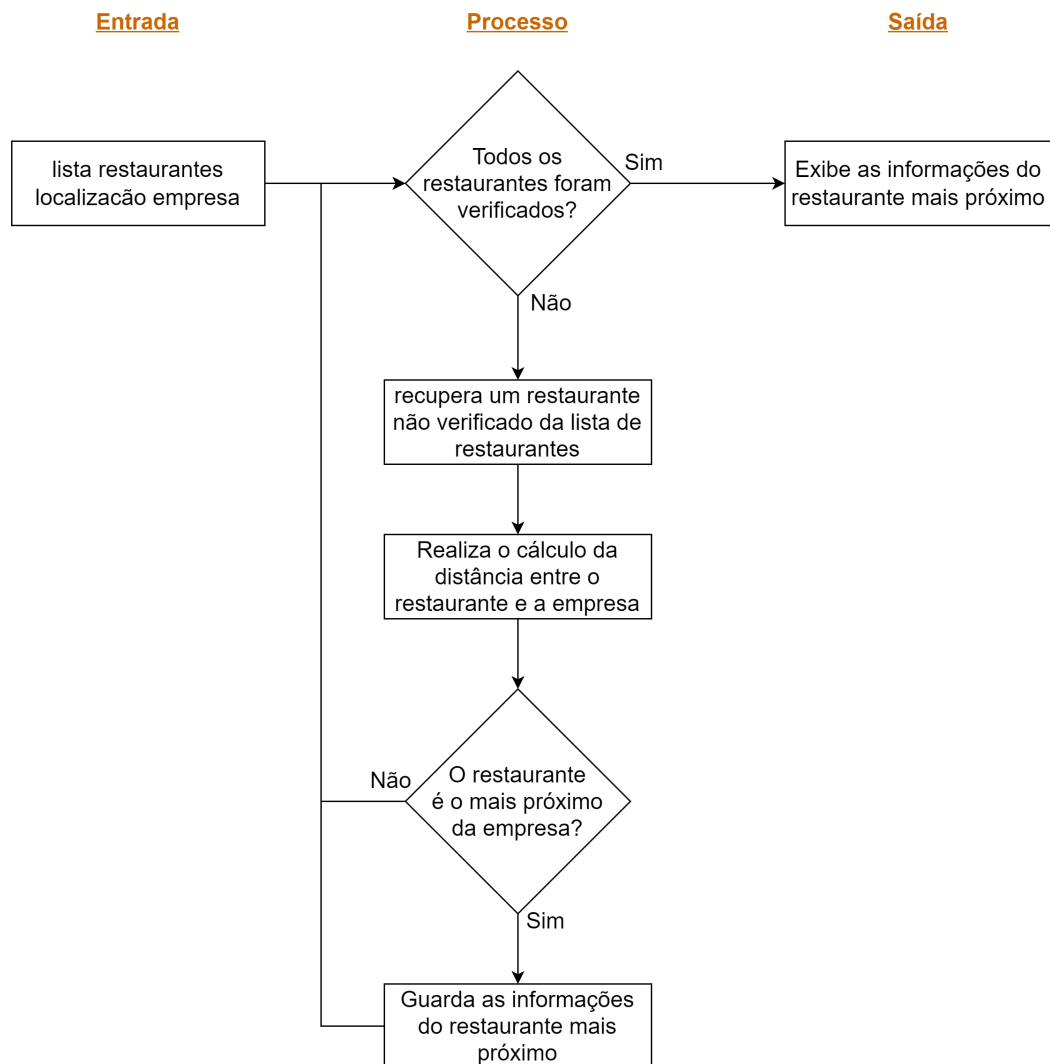 Entrada
Processo
Saída
lista restaurantes
localizacão empresa
Todos os
restaurantes foram
verificados?
Sim
Exibe as informações do
restaurante mais próximo
Não
recupera um restaurante
não verificado da lista de
restaurantes
Realiza o cálculo da
distância entre o
restaurante e a empresa
Não
O restaurante
é o mais próximo
da empresa?
Sim
Guarda as informações
do restaurante mais
próximo